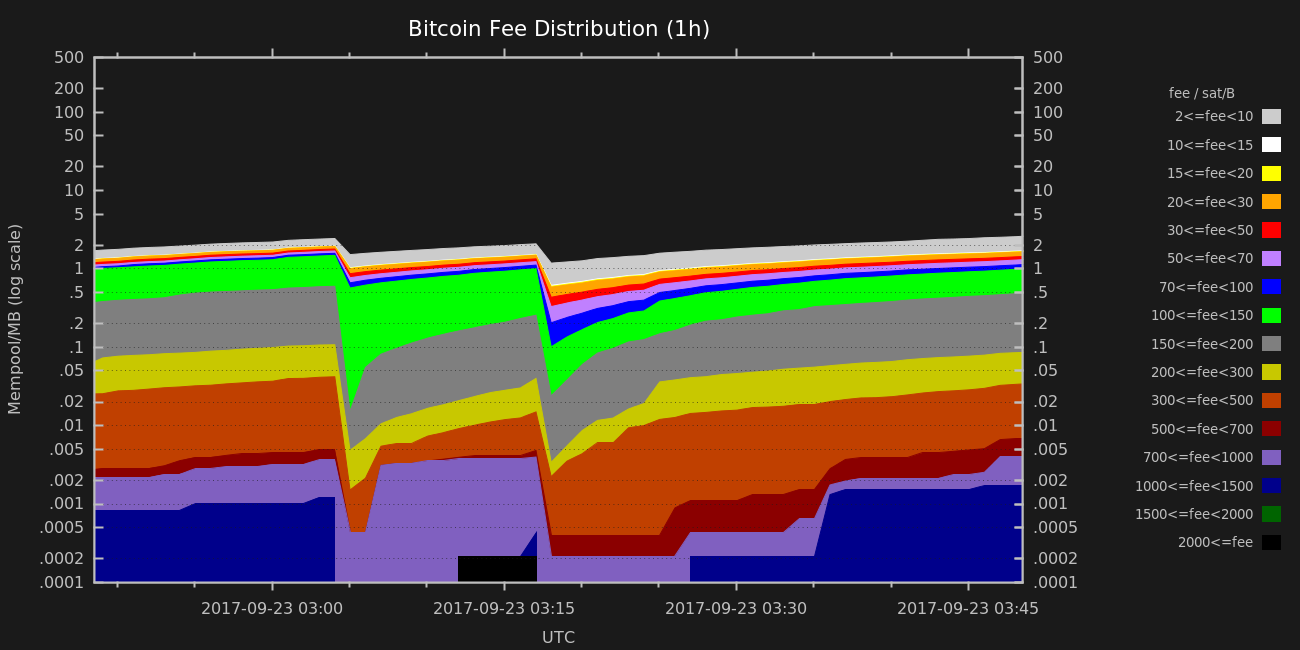 Bitcoin Fee Distribution (1h)
500
200
100
50
20
10
5
2
1
.5
.2
.1
.05
.02
.01
.005
.002
.001
.0005
.0002
.0001
Mempool/MB (log scale)
500
200
100
50
20
10
5
2
1
.5
.2
.1
.05
.02
.01
.005
.002
.001
.0005
.0002
.0001
2017-09-23 03:00
2017-09-23 03:15
2017-09-23 03:30
2017-09-23 03:45
UTC
fee / sat/B
2<=fee<10
10<=fee<15
15<=fee<20
20<=fee<30
30<=fee<50
50<=fee<70
70<=fee<100
100<=fee<150
150<=fee<200
200<=fee<300
300<=fee<500
500<=fee<700
700<=fee<1000
1000<=fee<1500
1500<=fee<2000
2000<=fee